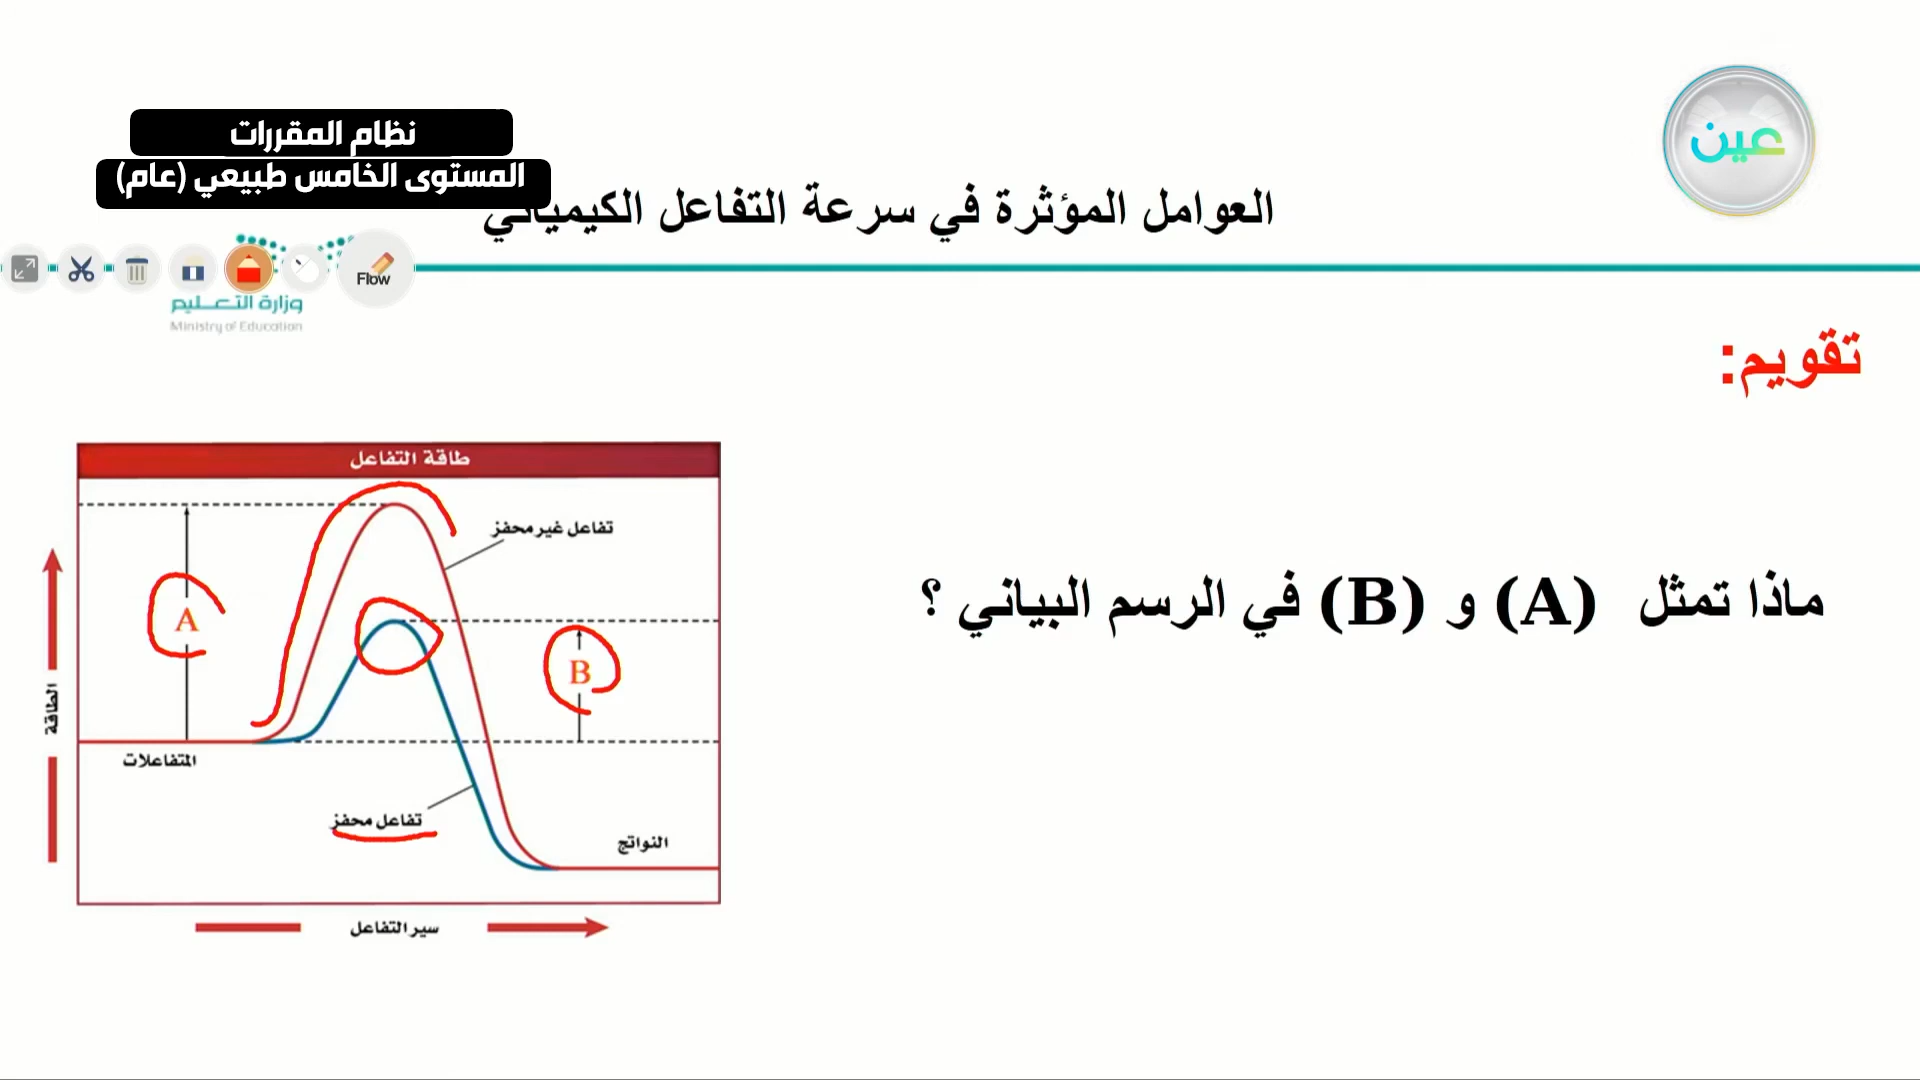 نظام المقررات
المستوى الخامس طبيعي (عام)
عين
العوامل المؤثرة في سرعة التفاعل الكيميائي
Flow
وزارة التعليم
Ministry of Education
تقويم:
ماذا تمثل (A) و (B) في الرسم البياني ؟
طاقة التفاعل
تفاعل غير محفز
A
B
الطاقة
المتفاعلات
تفاعل محفز
النواتج
سير التفاعل